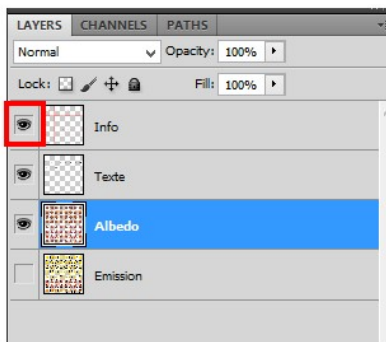 LAYERS CHANNELS PATHS
Normal Opacity: 100%
Lock: Fill: 100%
Info
Texte
Albedo
Emission